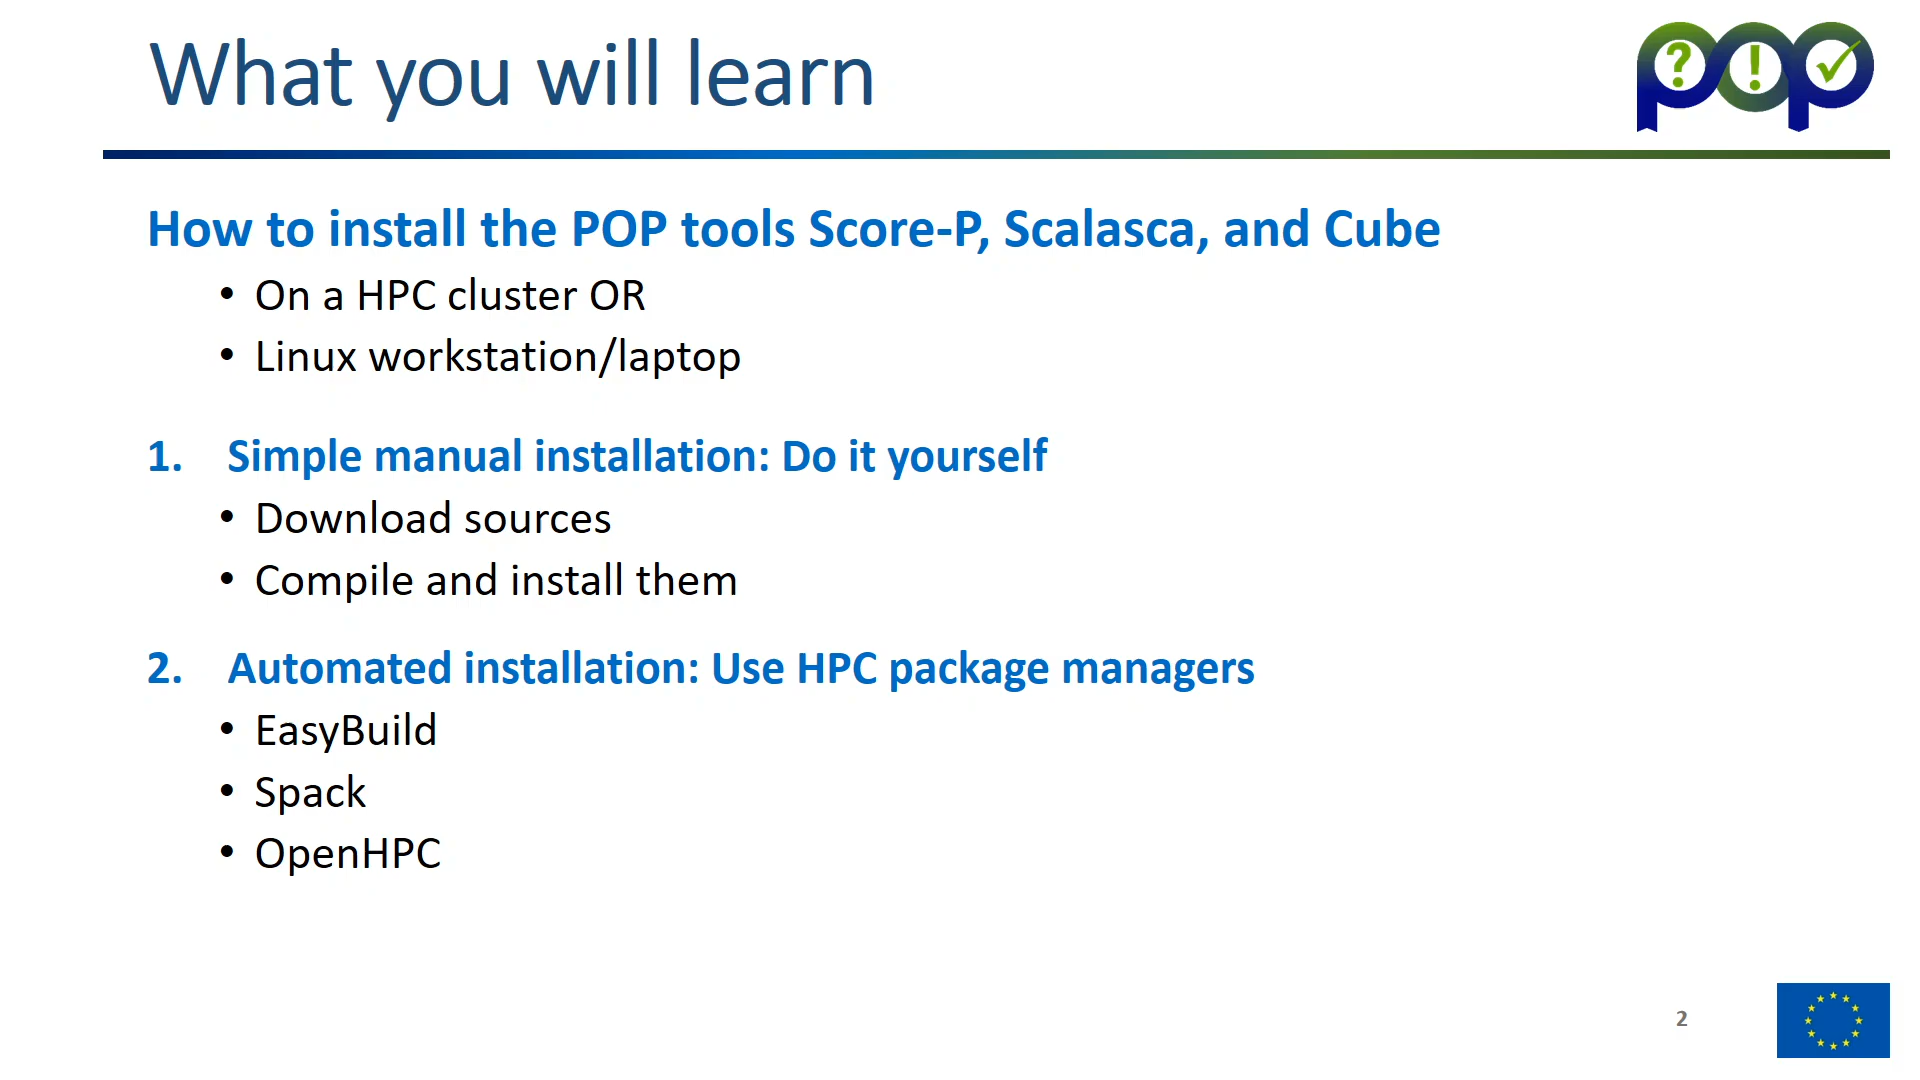 What you will learn
pop
? ! ✓
How to install the POP tools Score-P, Scalasca, and Cube
• On a HPC cluster OR
• Linux workstation/laptop
1. Simple manual installation: Do it yourself
• Download sources
• Compile and install them
2. Automated installation: Use HPC package managers
• EasyBuild
• Spack
• OpenHPC
2